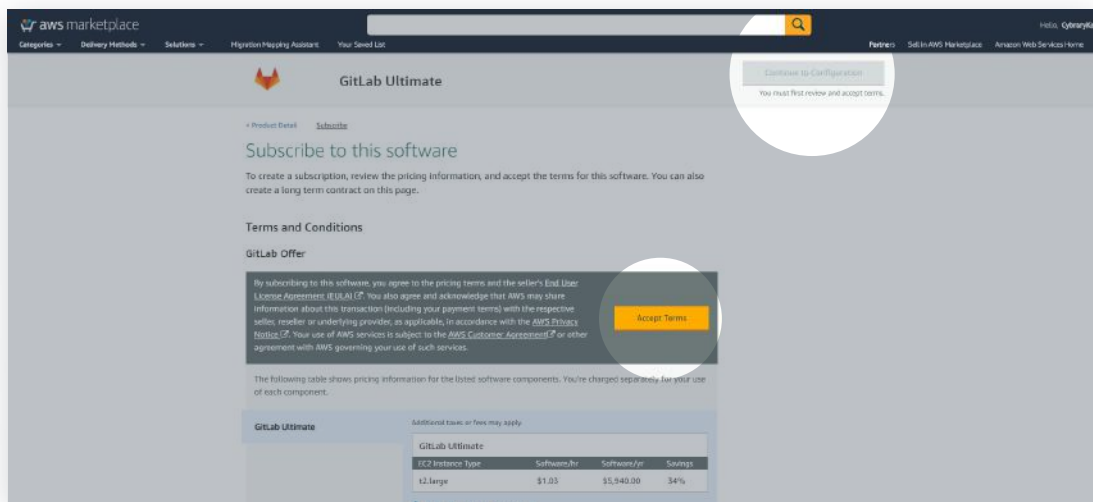 aws marketplace
Hello, CybraryKa
Categories Delivery Methods Solutions Migration Mapping Assistant Your Saved List Partners Sell in AWS Marketplace Amazon Web Services Home
GitLab Ultimate
Continue to Configuration
You must first review and accept terms.
< Product Detail Subscribe
Subscribe to this software
To create a subscription, review the pricing information, and accept the terms for this software. You can also
create a long term contract on this page.
Terms and Conditions
GitLab Offer
By subscribing to this software, you agree to the pricing terms and the seller's End User
License Agreement (EULA). You also agree and acknowledge that AWS may share
information about this transaction (including your payment terms) with the respective
seller, reseller or underlying provider, as applicable, in accordance with the AWS Privacy
Notice. Your use of AWS services is subject to the AWS Customer Agreement or other
agreement with AWS governing your use of such services.
Accept Terms
The following table shows pricing information for the listed software components. You're charged separately for your use
of each component.
GitLab Ultimate
Additional taxes or fees may apply.
GitLab Ultimate
EC2 Instance Type Software/hr Software/yr Savings
t2.large $1.03 $5,940.00 34%